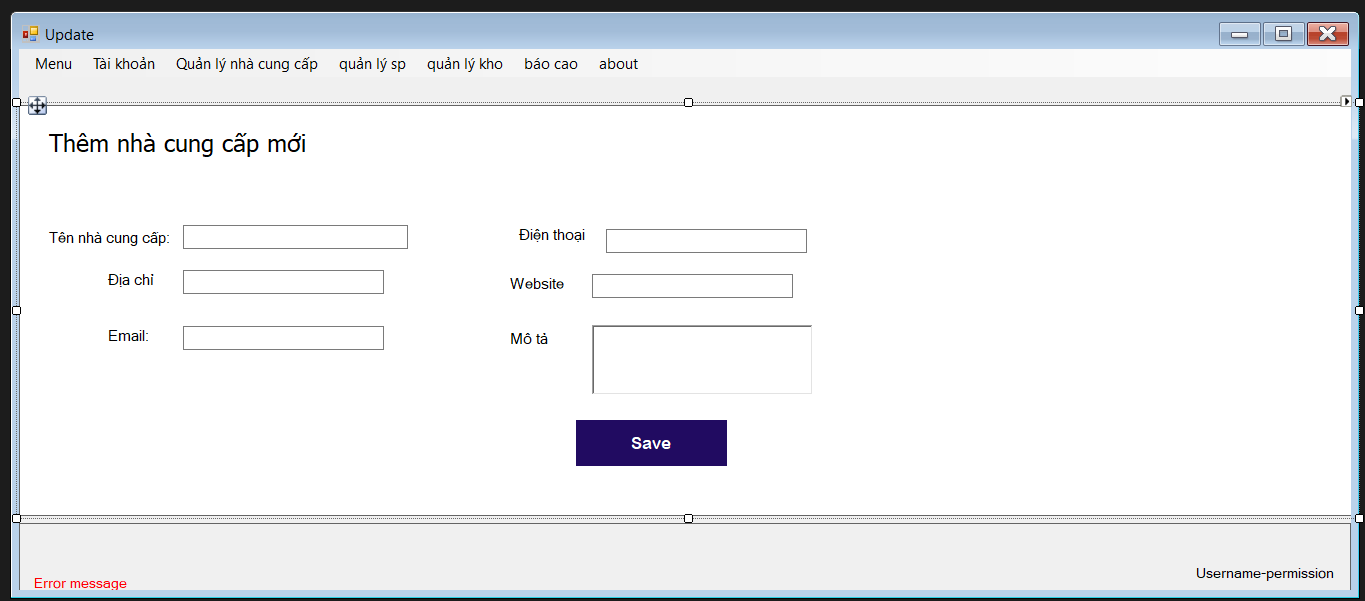 Update
Menu Tài khoản Quản lý nhà cung cấp quản lý sp quản lý kho báo cao about
Thêm nhà cung cấp mới
Tên nhà cung cấp: Điện thoại
Địa chỉ Website
Email: Mô tả
Save
Username-permission
Error message